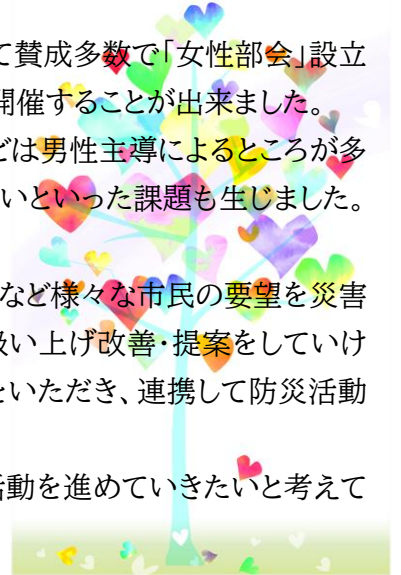 て賛成多数で「女性部会」設立
開催することが出来ました。
どは男性主導によるところが多
いといった課題も生じました。
など様々な市民の要望を災害
吸い上げ改善・提案をしていけ
をいただき、連携して防災活動
活動を進めていきたいと考えて